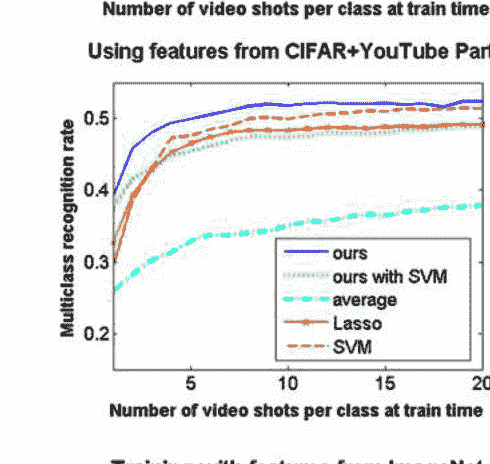 Number of video shots per class at train time
Using features from CIFAR+YouTube Part
Multiclass recognition rate
0.5
0.4
0.3
0.2
ours
ours with SVM
average
Lasso
SVM
5 10 15 20
Number of video shots per class at train time